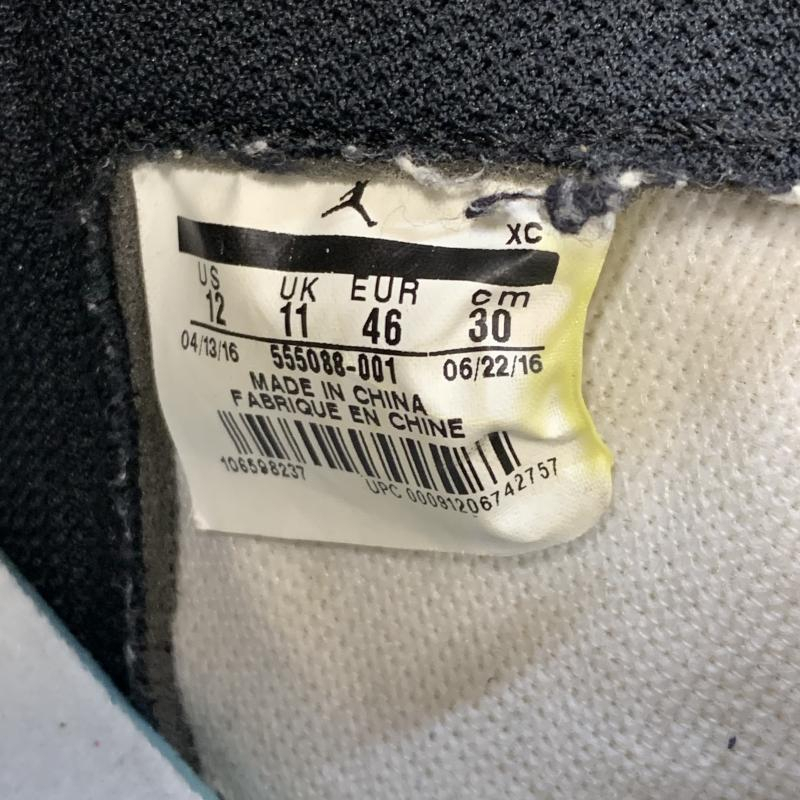 XC
US UK EUR cm
12 11 46 30
04/13/16 555088-001 06/22/16
MADE IN CHINA
FABRIQUE EN CHINE
106598237 UPC 00091206742757